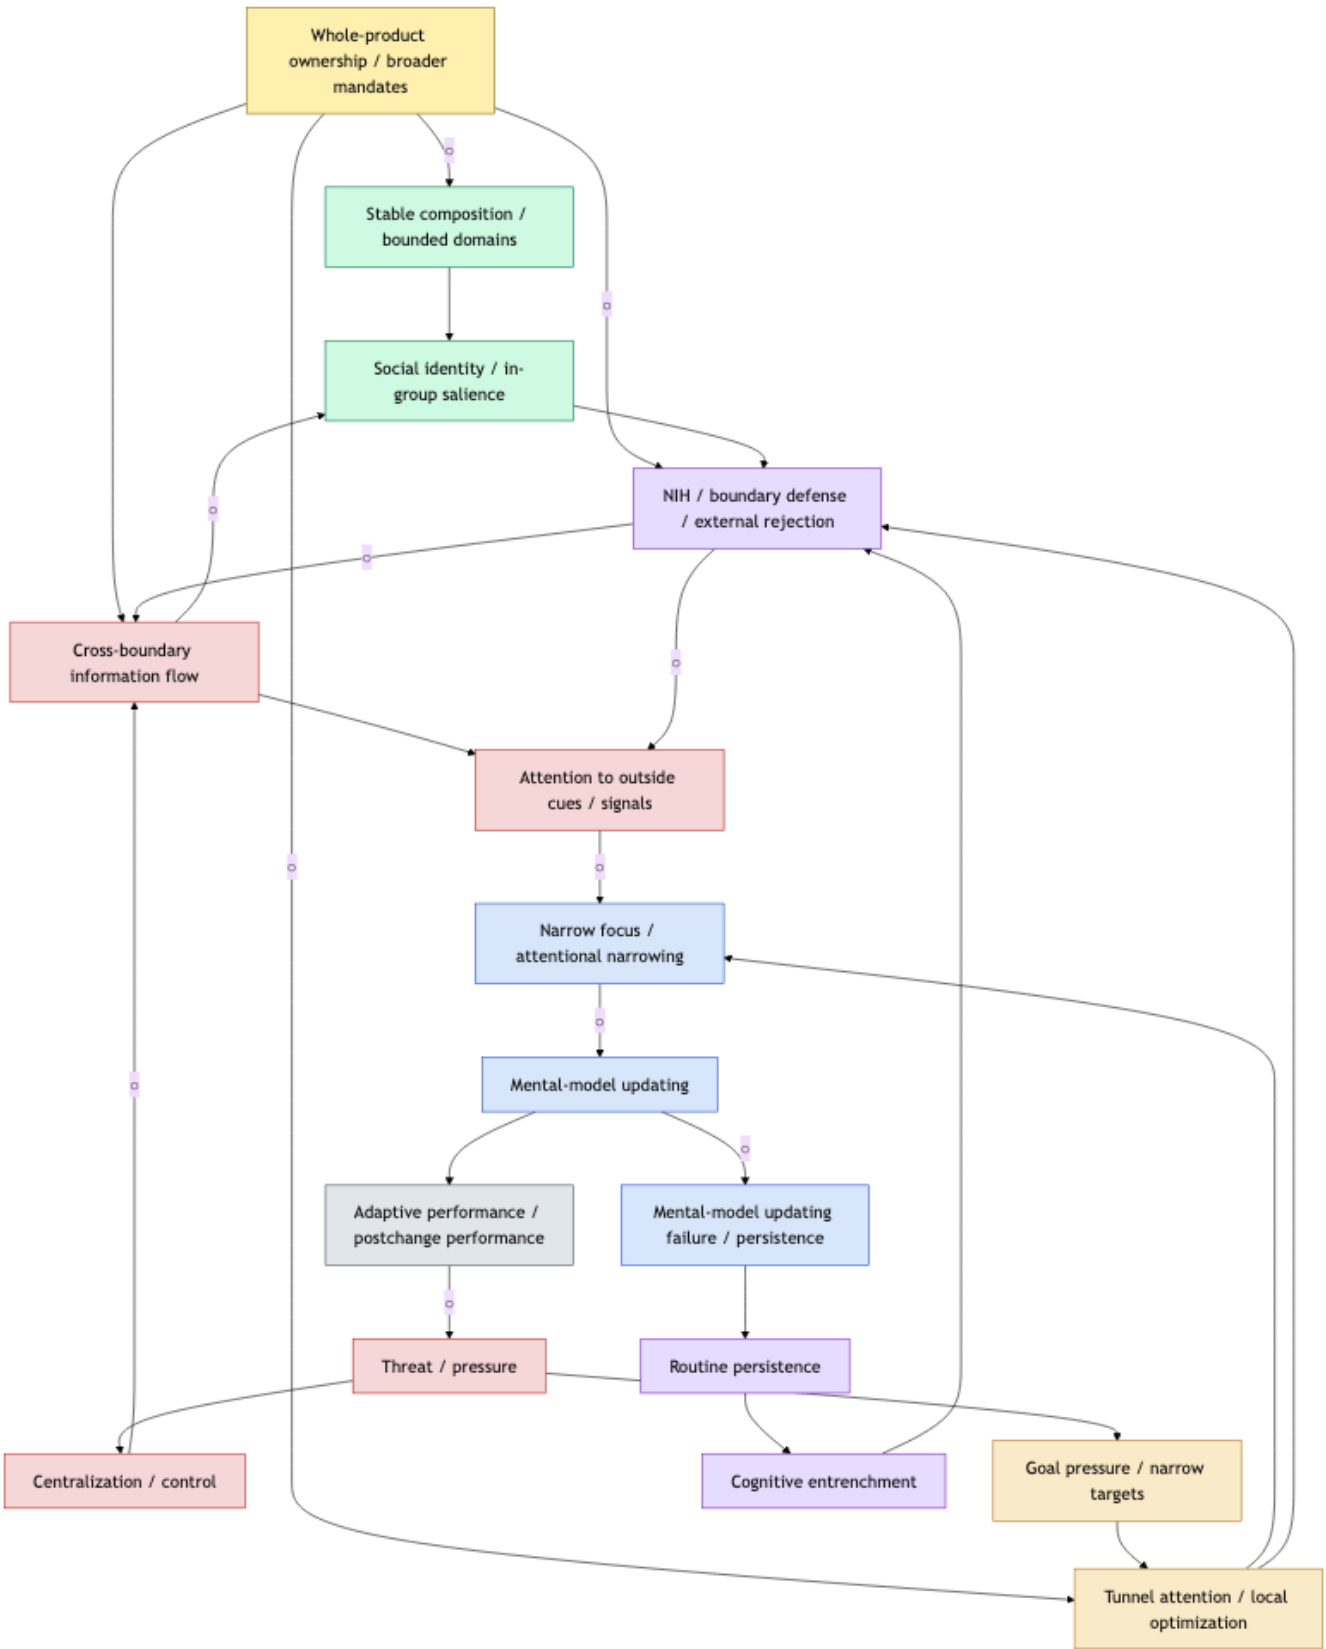 Whole-product
ownership / broader
mandates
o
Stable composition /
bounded domains
o
Social identity / in-
group salience
NIH / boundary defense
/ external rejection
o
o
Cross-boundary
information flow
o
Attention to outside
cues / signals
o
o
Narrow focus /
attentional narrowing
o
Mental-model updating
o
o
Adaptive performance /
postchange performance
Mental-model updating
failure / persistence
o
Threat / pressure
Routine persistence
Centralization / control
Cognitive entrenchment
Goal pressure / narrow
targets
Tunnel attention / local
optimization